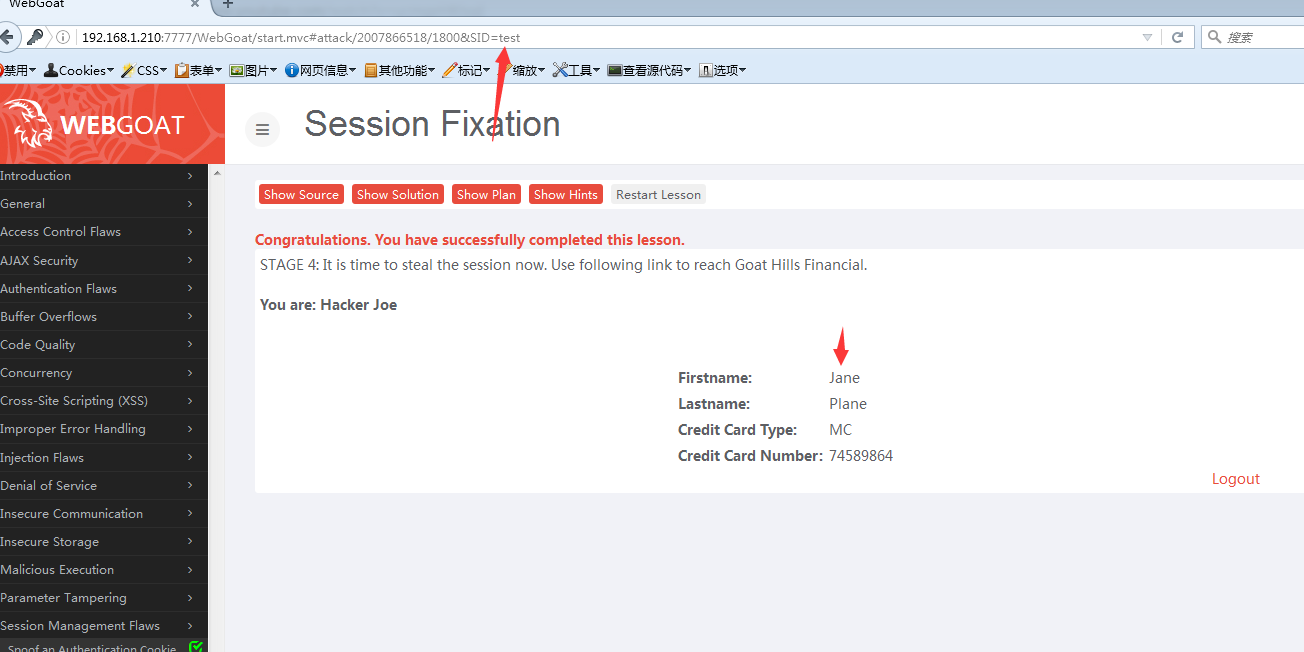 WebGoat × +
192.168.1.210:7777/WebGoat/start.mvc#attack/2007866518/1800&SID=test
搜索
禁用 Cookies CSS 表单 图片 网页信息 其他功能 标记 缩放 工具 查看源代码 选项
WEBGOAT
Session Fixation
Introduction
General
Access Control Flaws
AJAX Security
Authentication Flaws
Buffer Overflows
Code Quality
Concurrency
Cross-Site Scripting (XSS)
Improper Error Handling
Injection Flaws
Denial of Service
Insecure Communication
Insecure Storage
Malicious Execution
Parameter Tampering
Session Management Flaws
Spoof an Authentication Cookie
Show Source Show Solution Show Plan Show Hints Restart Lesson
Congratulations. You have successfully completed this lesson.
STAGE 4: It is time to steal the session now. Use following link to reach Goat Hills Financial.
You are: Hacker Joe
Firstname: Jane
Lastname: Plane
Credit Card Type: MC
Credit Card Number: 74589864
Logout